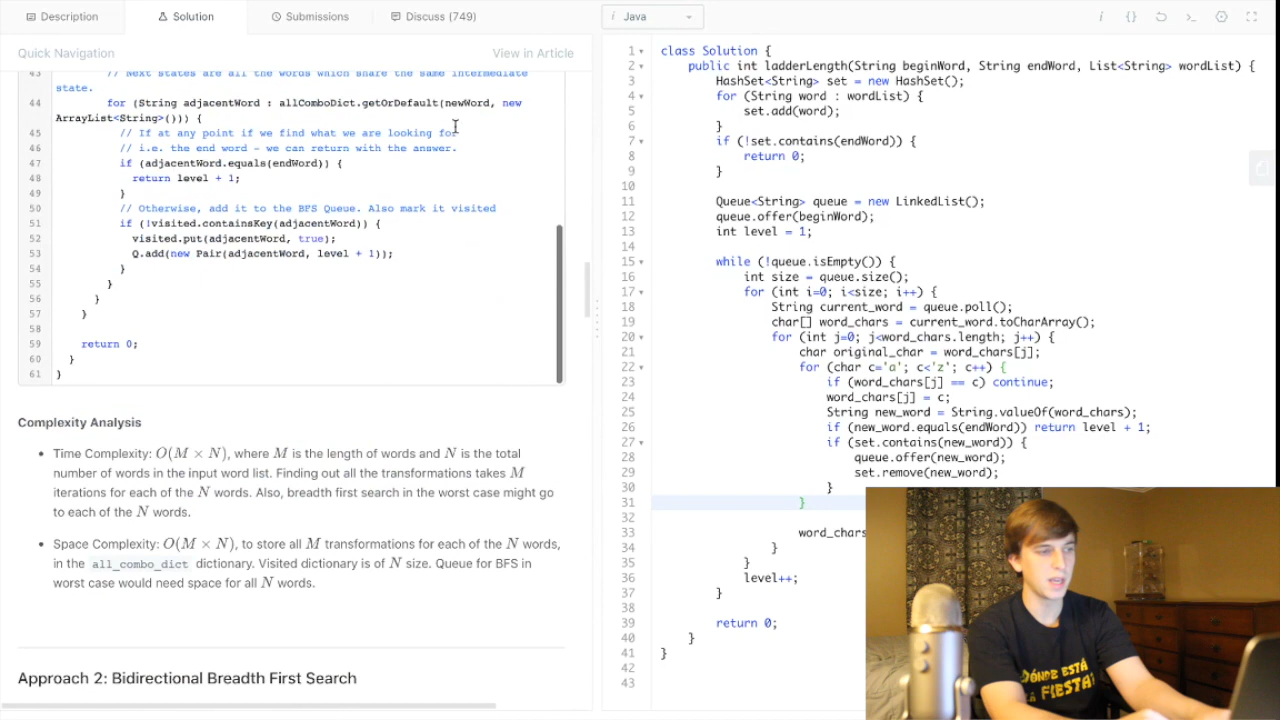 Description
Solution
Submissions
Discuss (749)
Quick Navigation
View in Article
43 // Next states are all the words which share the same intermediate
state.
44 for (String adjacentWord : allComboDict.getOrDefault(newWord, new
ArrayList<String>())) {
45 // If at any point if we find what we are looking for
46 // i.e. the end word - we can return with the answer.
47 if (adjacentWord.equals(endWord)) {
48 return level + 1;
49 }
50 // Otherwise, add it to the BFS Queue. Also mark it visited
51 if (!visited.containsKey(adjacentWord)) {
52 visited.put(adjacentWord, true);
53 Q.add(new Pair(adjacentWord, level + 1));
54 }
55 }
56 }
57 }
58
59 return 0;
60 }
61 }
Complexity Analysis
• Time Complexity: O(M × N), where M is the length of words and N is the total
number of words in the input word list. Finding out all the transformations takes M
iterations for each of the N words. Also, breadth first search in the worst case might go
to each of the N words.
• Space Complexity: O(M × N), to store all M transformations for each of the N words,
in the all_combo_dict dictionary. Visited dictionary is of N size. Queue for BFS in
worst case would need space for all N words.
Approach 2: Bidirectional Breadth First Search
i Java
1 class Solution {
2 public int ladderLength(String beginWord, String endWord, List<String> wordList) {
3 HashSet<String> set = new HashSet();
4 for (String word : wordList) {
5 set.add(word);
6 }
7 if (!set.contains(endWord)) {
8 return 0;
9 }
10
11 Queue<String> queue = new LinkedList();
12 queue.offer(beginWord);
13 int level = 1;
14
15 while (!queue.isEmpty()) {
16 int size = queue.size();
17 for (int i=0; i<size; i++) {
18 String current_word = queue.poll();
19 char[] word_chars = current_word.toCharArray();
20 for (int j=0; j<word_chars.length; j++) {
21 char original_char = word_chars[j];
22 for (char c='a'; c<'z'; c++) {
23 if (word_chars[j] == c) continue;
24 word_chars[j] = c;
25 String new_word = String.valueOf(word_chars);
26 if (new_word.equals(endWord)) return level + 1;
27 if (set.contains(new_word)) {
28 queue.offer(new_word);
29 set.remove(new_word);
30 }
31 }
32
33 word_chars
34 }
35 }
36 level++;
37 }
38
39 return 0;
40 }
41 }
42
43
¿DÓNDE ESTÁ
LA FIESTA?